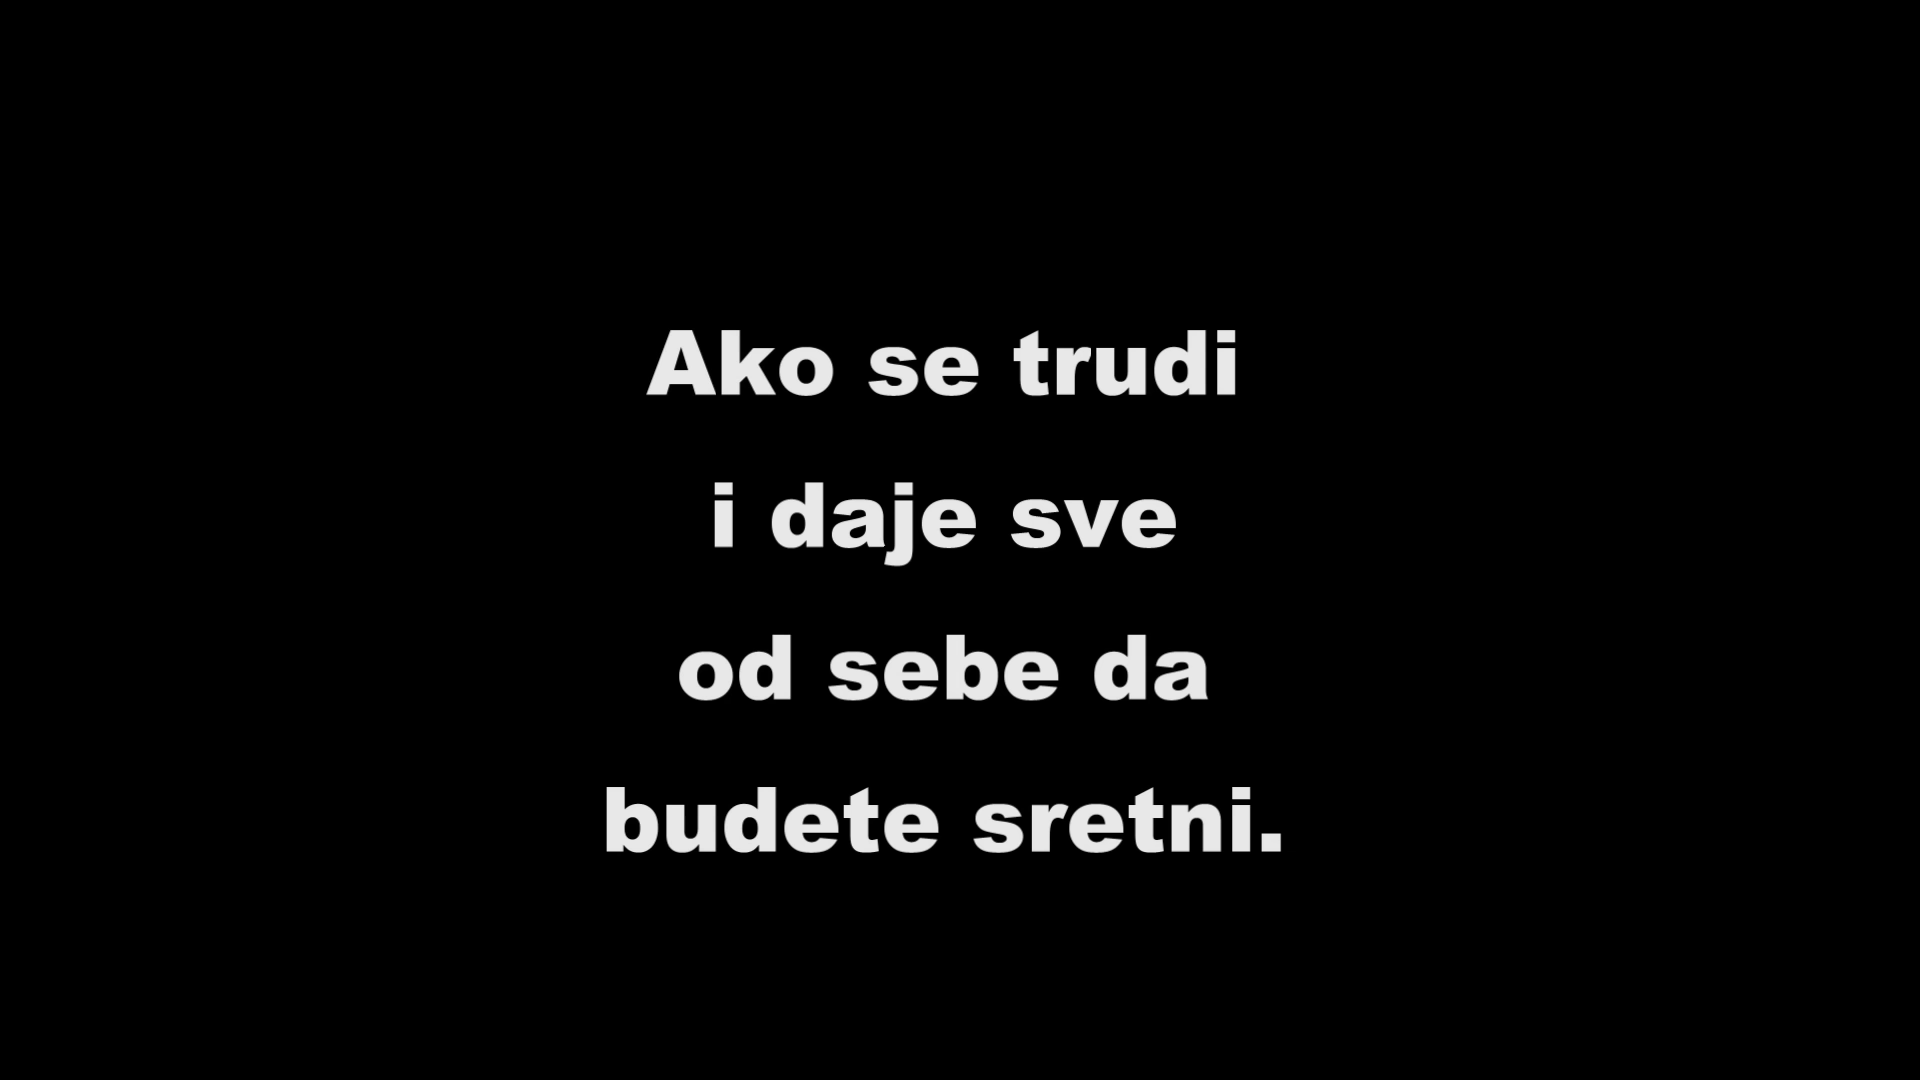 Ako se trudi
i daje sve
od sebe da
budete sretni.